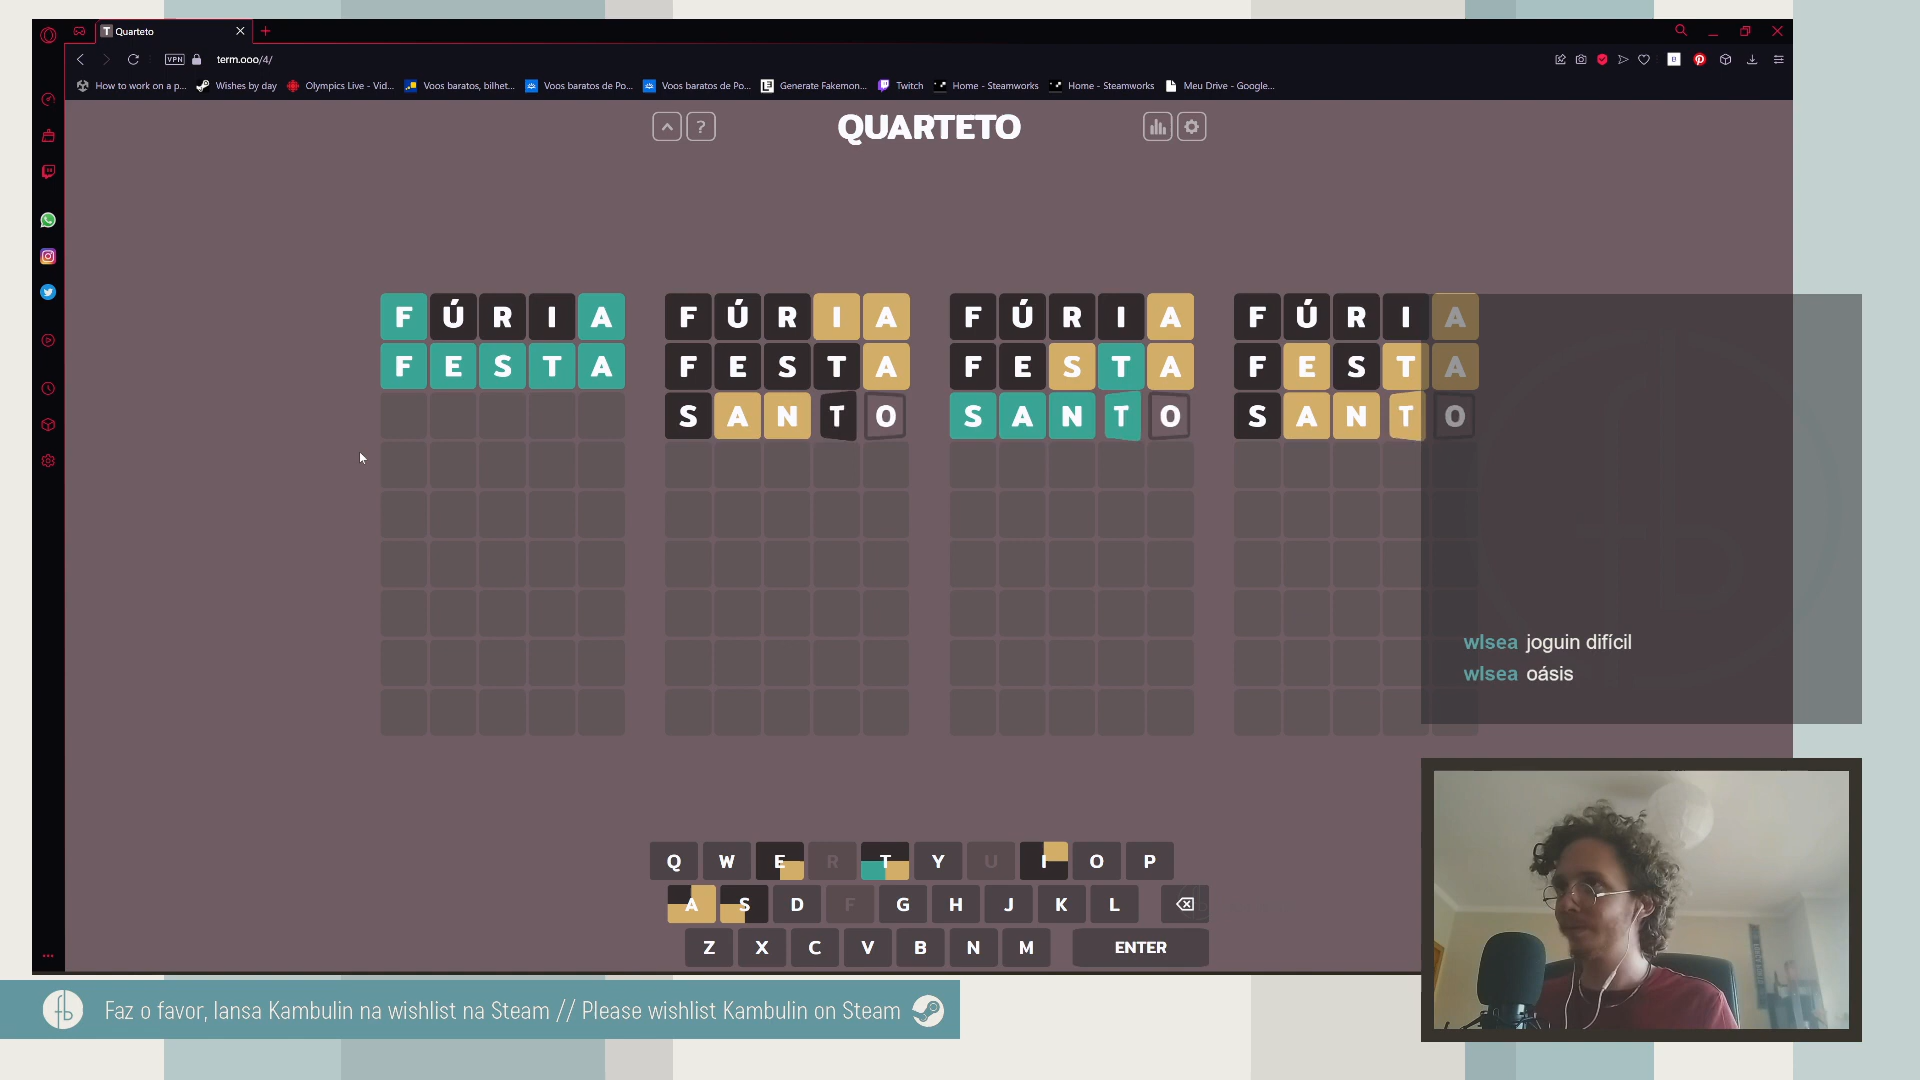 Quarteto
VPN term.ooo/4/
How to work on a p... Wishes by day Olympics Live - Vid... Voos baratos, bilhet... Voos baratos de Po... Voos baratos de Po... Generate Fakemon... Twitch Home - Steamworks Home - Steamworks Meu Drive - Google...
? QUARTETO
FÚRIA FÚRIA FÚRIA FÚRIA
FESTA FESTA FESTA FESTA
SANTO SANTO SANTO
wlsea joguin difícil
wlsea oásis
Q W E R T Y U I O P
A S D F G H J K L
Z X C V B N M ENTER
fb Faz o favor, lansa Kambulin na wishlist na Steam // Please wishlist Kambulin on Steam